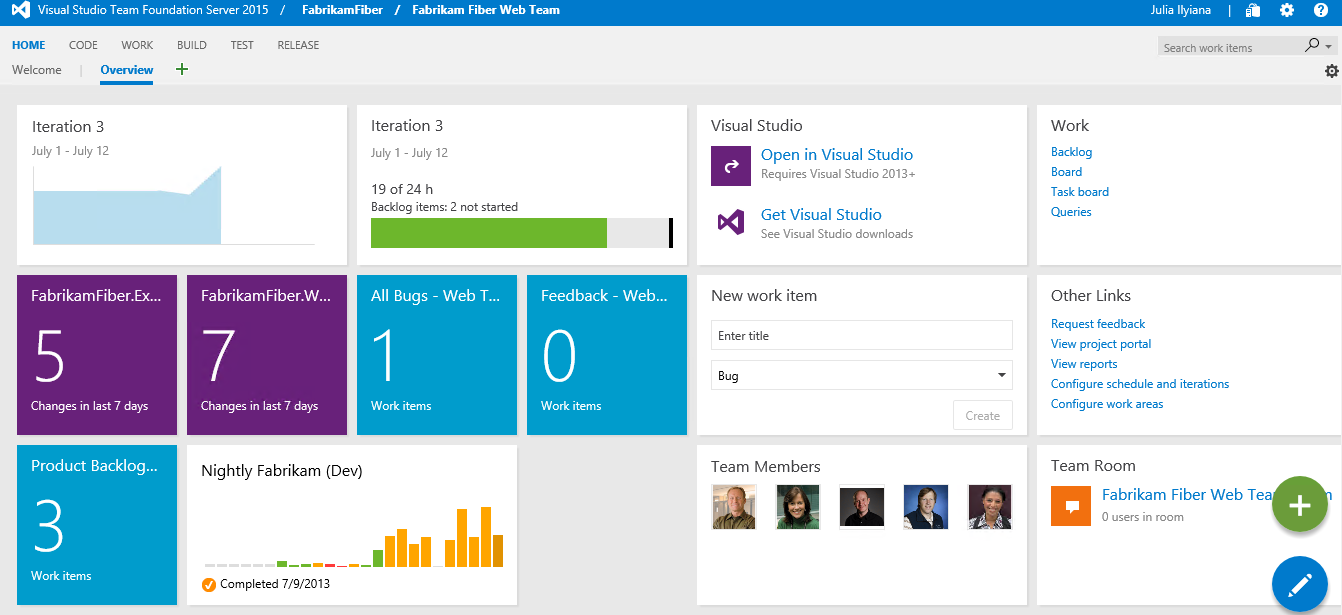 Visual Studio Team Foundation Server 2015 / FabrikamFiber / Fabrikam Fiber Web Team
Julia Ilyiana |
HOME CODE WORK BUILD TEST RELEASE
Search work items
Welcome | Overview
Iteration 3
July 1 - July 12
Iteration 3
July 1 - July 12
19 of 24 h
Backlog items: 2 not started
Visual Studio
Open in Visual Studio
Requires Visual Studio 2013+
Get Visual Studio
See Visual Studio downloads
Work
Backlog
Board
Task board
Queries
FabrikamFiber.Ex...
5
Changes in last 7 days
FabrikamFiber.W...
7
Changes in last 7 days
All Bugs - Web T...
1
Work items
Feedback - Web...
0
Work items
New work item
Enter title
Bug
Create
Other Links
Request feedback
View project portal
View reports
Configure schedule and iterations
Configure work areas
Product Backlog...
3
Work items
Nightly Fabrikam (Dev)
Completed 7/9/2013
Team Members
Team Room
Fabrikam Fiber Web
0 users in room